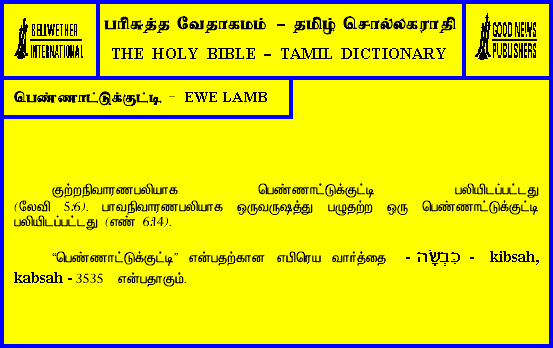 BELLWETHER
INTERNATIONAL
பரிசுத்த வேதாகமம் – தமிழ் சொல்லகராதி
THE HOLY BIBLE – TAMIL DICTIONARY
GOOD NEWS
PUBLISHERS
பெண்ணாட்டுக்குட்டி - EWE LAMB
குற்றநிவாரணபலியாக பெண்ணாட்டுக்குட்டி பலியிடப்பட்டது
(லேவி 5:6). பாவநிவாரணபலியாக ஒருவருஷத்து பழுதற்ற ஒரு பெண்ணாட்டுக்குட்டி
பலியிடப்பட்டது (எண் 6:14).
“பெண்ணாட்டுக்குட்டி” என்பதற்கான எபிரெய வார்த்தை - כִּבְשָׂה - kibsah,
kabsah - 3535 என்பதாகும்.